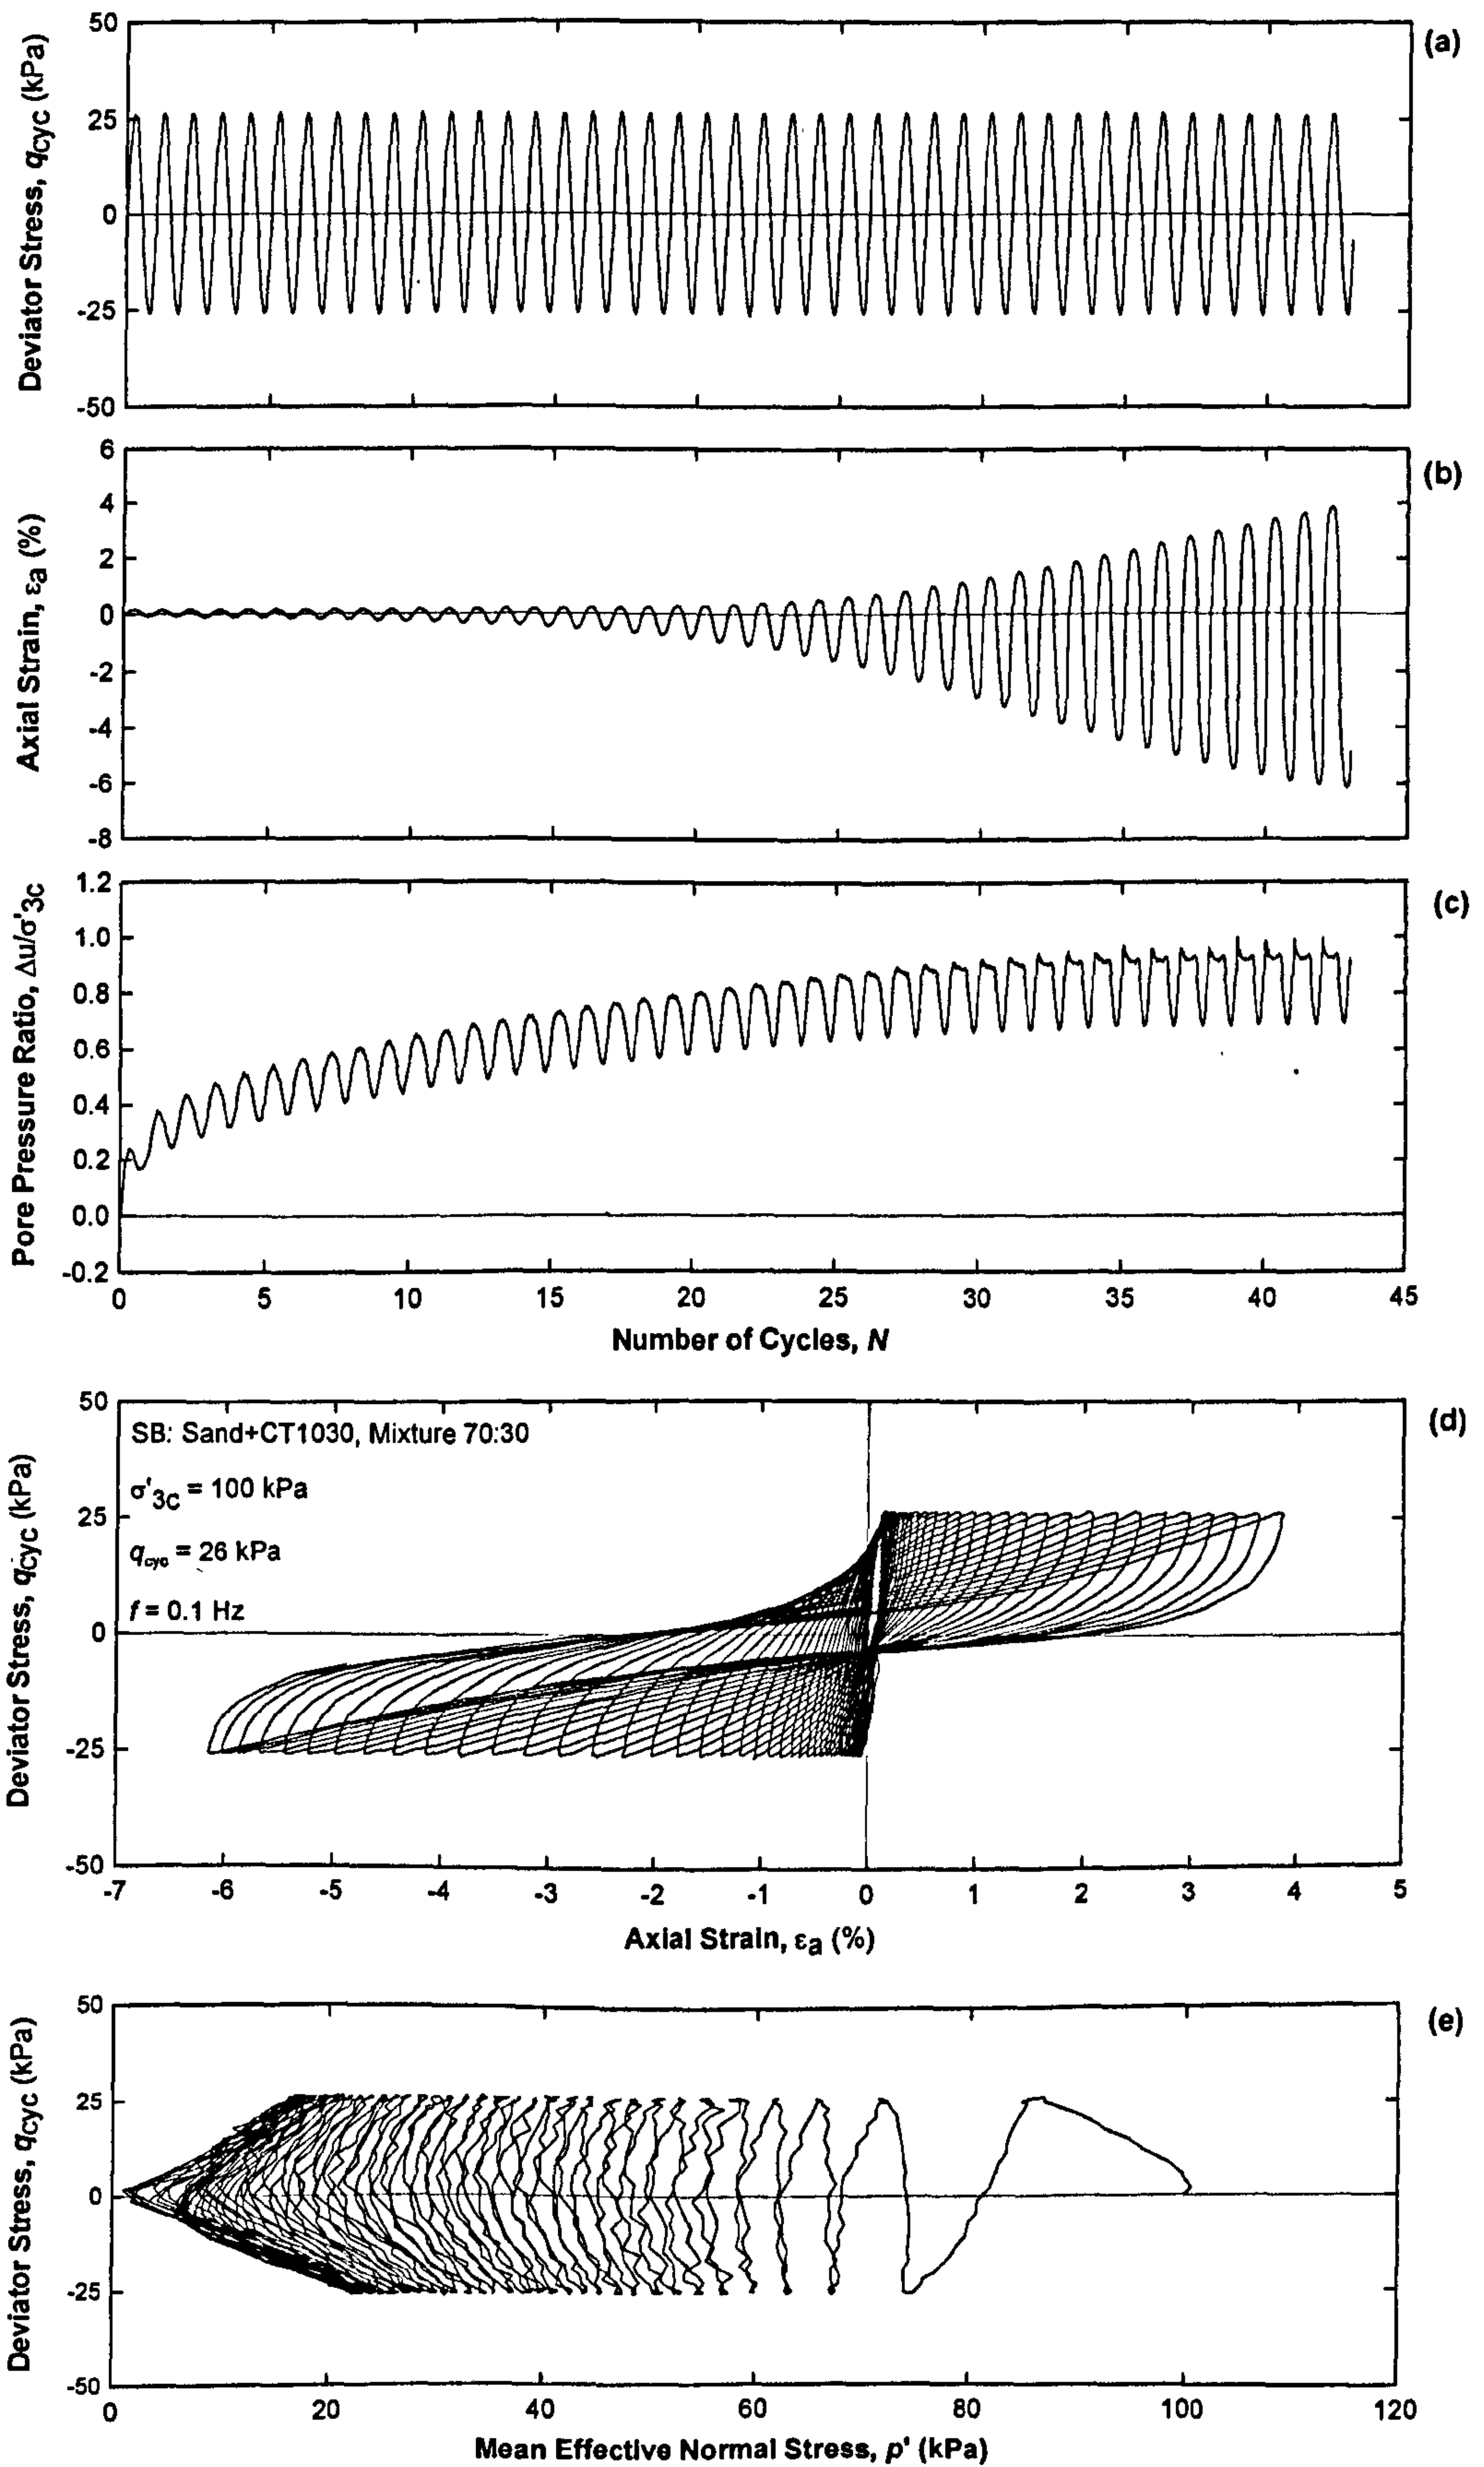 50
25
0
-25
-50
Deviator Stress, qcyc (kPa)
(a)
6
4
2
0
-2
-4
-6
-8
Axial Strain, εa (%)
(b)
1.2
1.0
0.8
0.6
0.4
0.2
0.0
-0.2
Pore Pressure Ratio, Δu/σ'3c
(c)
0 5 10 15 20 25 30 35 40 45
Number of Cycles, N
50
25
0
-25
-50
Deviator Stress, qcyc (kPa)
(d)
SB: Sand+CT1030, Mixture 70:30
σ'3c = 100 kPa
qcyc = 26 kPa
f = 0.1 Hz
-7 -6 -5 -4 -3 -2 -1 0 1 2 3 4 5
Axial Strain, εa (%)
50
25
0
-25
-50
Deviator Stress, qcyc (kPa)
(e)
0 20 40 60 80 100 120
Mean Effective Normal Stress, p' (kPa)